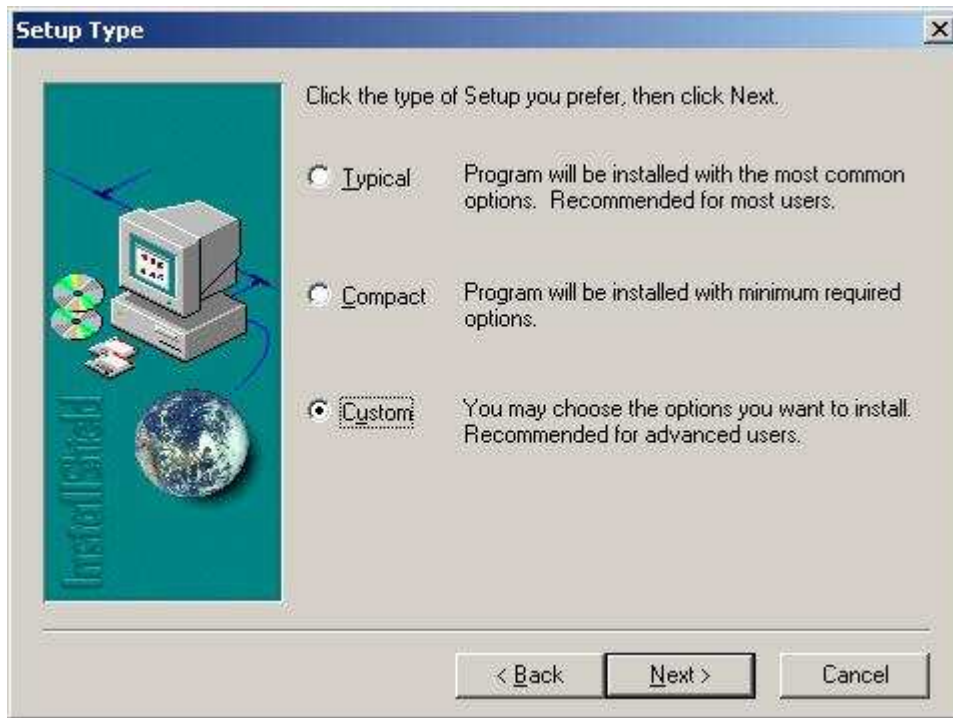 Setup Type
Click the type of Setup you prefer, then click Next.
Typical
Program will be installed with the most common
options. Recommended for most users.
Compact
Program will be installed with minimum required
options.
Custom
You may choose the options you want to install.
Recommended for advanced users.
InstallShield
< Back
Next >
Cancel